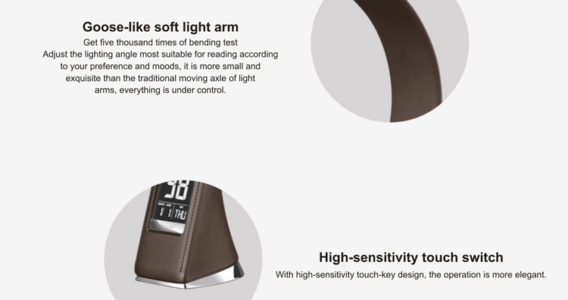 Goose-like soft light arm
Get five thousand times of bending test
Adjust the lighting angle most suitable for reading according
to your preference and moods, it is more small and
exquisite than the traditional moving axle of light
arms, everything is under control.
THU
High-sensitivity touch switch
With high-sensitivity touch-key design, the operation is more elegant.